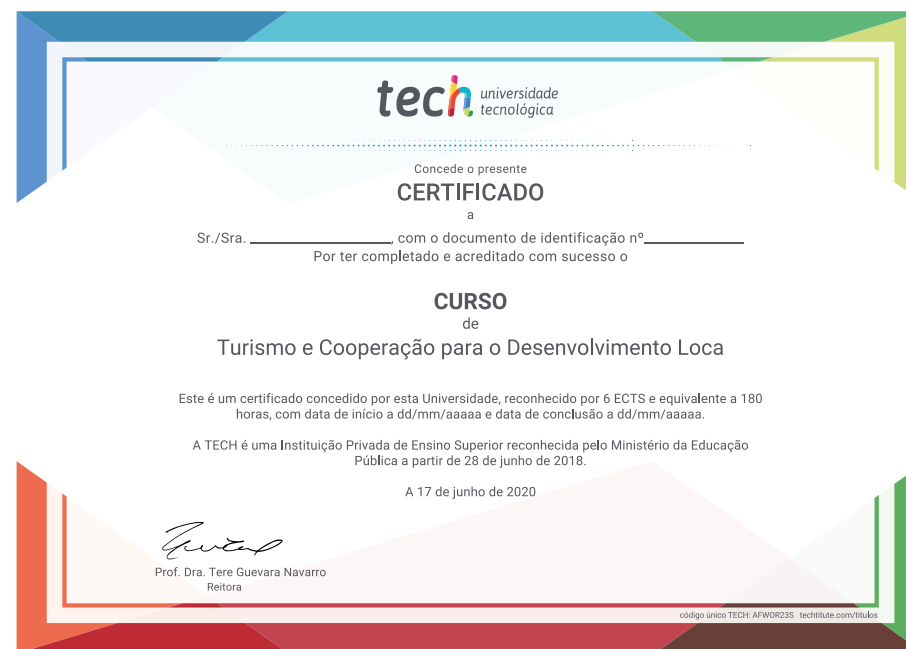 tech universidade
tecnológica
Concede o presente
CERTIFICADO
a
Sr./Sra. ________________, com o documento de identificação nº____________
Por ter completado e acreditado com sucesso o
CURSO
de
Turismo e Cooperação para o Desenvolvimento Loca
Este é um certificado concedido por esta Universidade, reconhecido por 6 ECTS e equivalente a 180
horas, com data de início a dd/mm/aaaaa e data de conclusão a dd/mm/aaaaa.
A TECH é uma Instituição Privada de Ensino Superior reconhecida pelo Ministério da Educação
Pública a partir de 28 de junho de 2018.
A 17 de junho de 2020
Prof. Dra. Tere Guevara Navarro
Reitora
código único TECH: AFWOR23S techtitute.com/titulos